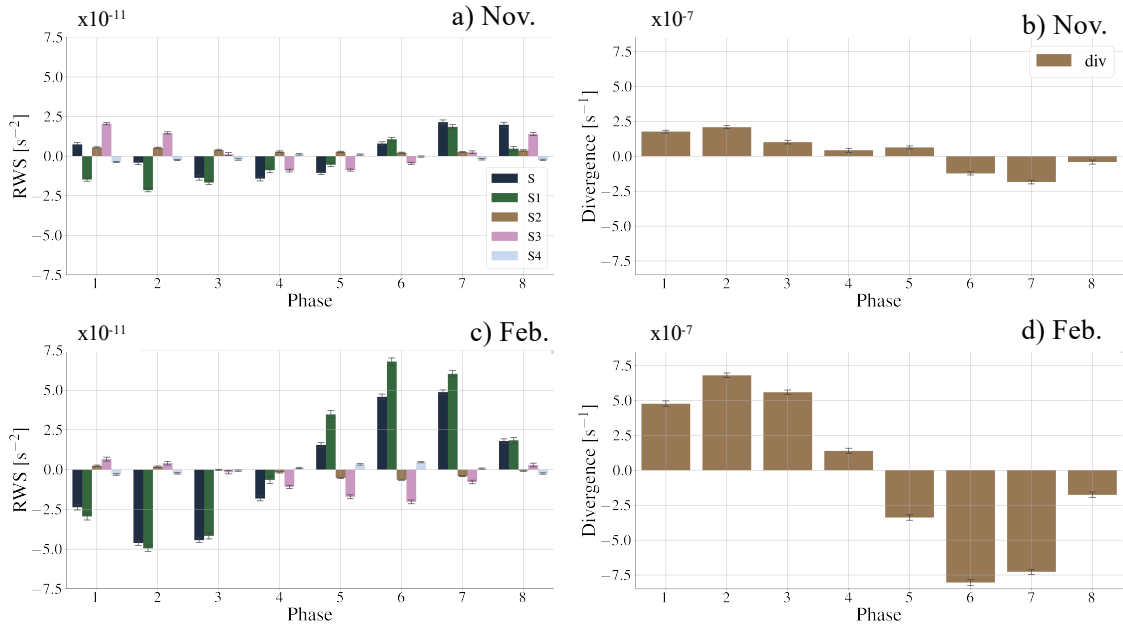 x10-11
a) Nov.
7.5
5.0
2.5
0.0
−2.5
−5.0
−7.5
RWS [s−2]
S
S1
S2
S3
S4
1 2 3 4 5 6 7 8
Phase
x10-7
b) Nov.
7.5
5.0
2.5
0.0
−2.5
−5.0
−7.5
Divergence [s−1]
div
1 2 3 4 5 6 7 8
Phase
x10-11
c) Feb.
7.5
5.0
2.5
0.0
−2.5
−5.0
−7.5
RWS [s−2]
1 2 3 4 5 6 7 8
Phase
x10-7
d) Feb.
7.5
5.0
2.5
0.0
−2.5
−5.0
−7.5
Divergence [s−1]
1 2 3 4 5 6 7 8
Phase